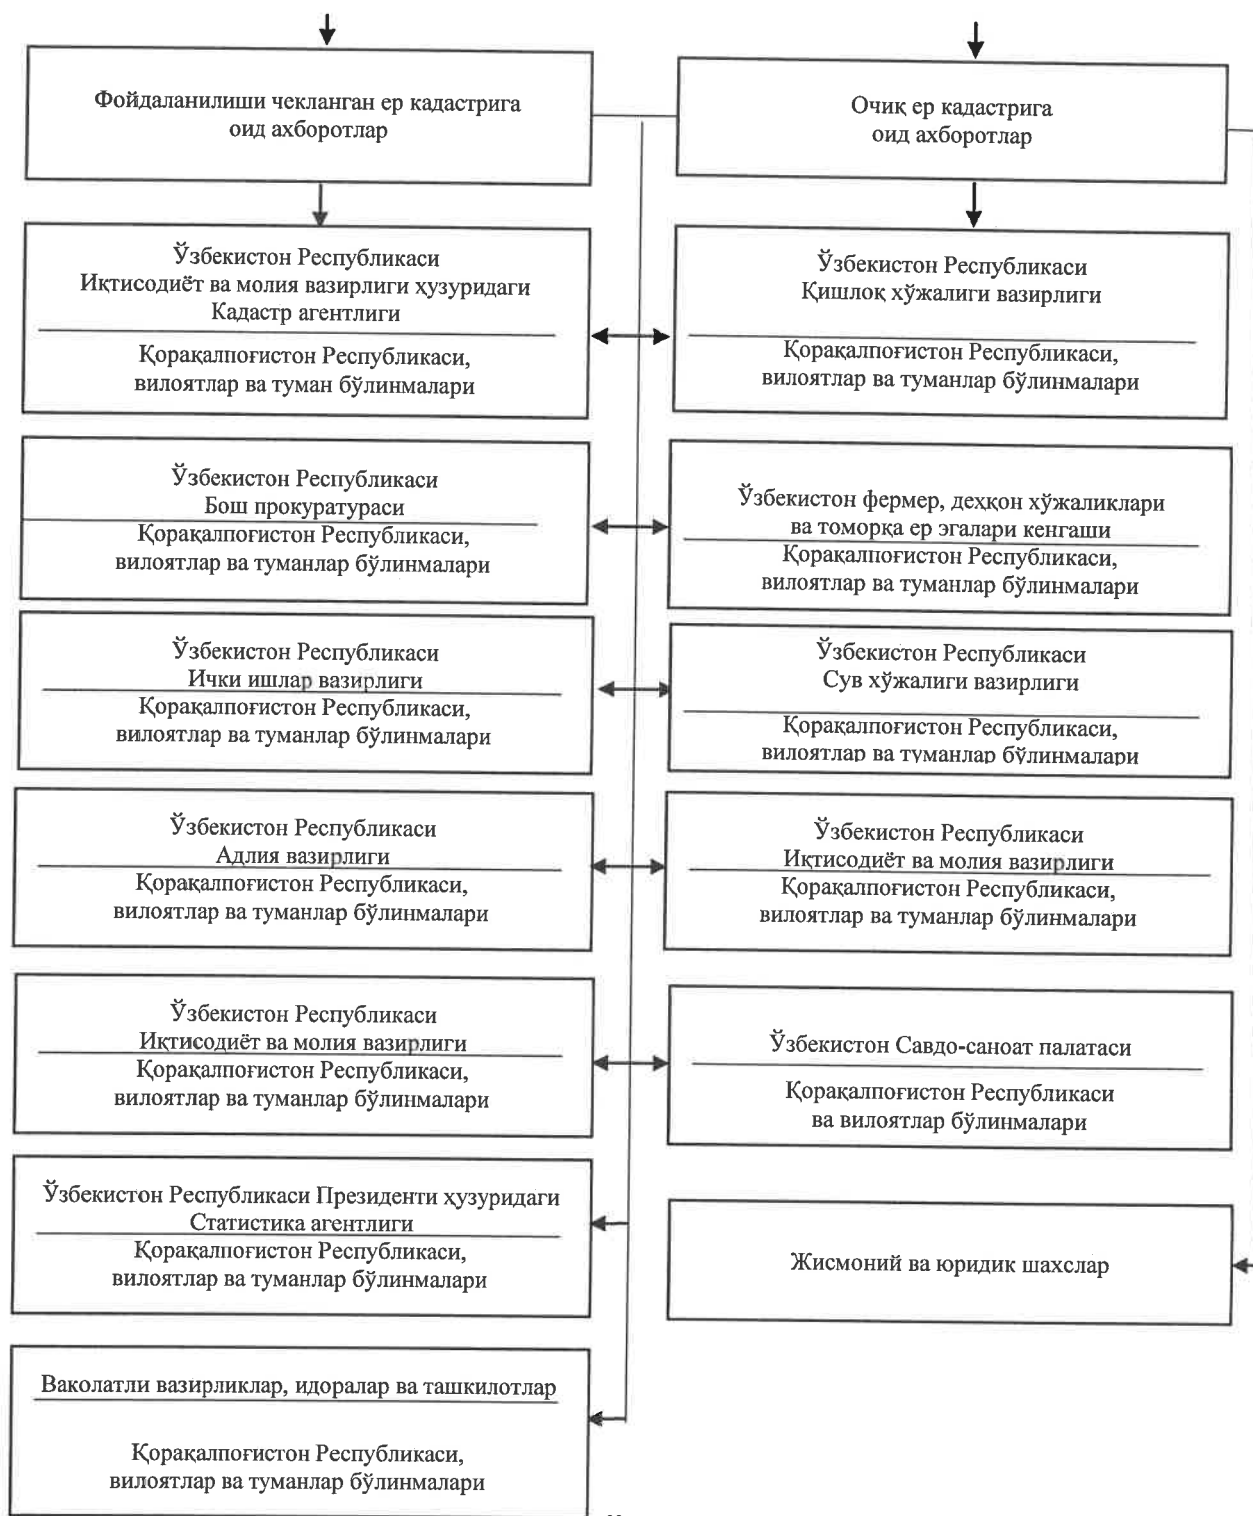 Фойдаланилиши чекланган ер кадастрига
оид ахборотлар
Очиқ ер кадастрига
оид ахборотлар
Ўзбекистон Республикаси
Иқтисодиёт ва молия вазирлиги ҳузуридаги
Кадастр агентлиги
Қорақалпоғистон Республикаси,
вилоятлар ва туман бўлинмалари
Ўзбекистон Республикаси
Қишлоқ хўжалиги вазирлиги
Қорақалпоғистон Республикаси,
вилоятлар ва туманлар бўлинмалари
Ўзбекистон Республикаси
Бош прокуратураси
Қорақалпоғистон Республикаси,
вилоятлар ва туманлар бўлинмалари
Ўзбекистон фермер, деҳқон хўжаликлари
ва томорқа ер эгалари кенгаши
Қорақалпоғистон Республикаси,
вилоятлар ва туманлар бўлинмалари
Ўзбекистон Республикаси
Ички ишлар вазирлиги
Қорақалпоғистон Республикаси,
вилоятлар ва туманлар бўлинмалари
Ўзбекистон Республикаси
Сув хўжалиги вазирлиги
Қорақалпоғистон Республикаси,
вилоятлар ва туманлар бўлинмалари
Ўзбекистон Республикаси
Адлия вазирлиги
Қорақалпоғистон Республикаси,
вилоятлар ва туманлар бўлинмалари
Ўзбекистон Республикаси
Иқтисодиёт ва молия вазирлиги
Қорақалпоғистон Республикаси,
вилоятлар ва туманлар бўлинмалари
Ўзбекистон Республикаси
Иқтисодиёт ва молия вазирлиги
Қорақалпоғистон Республикаси,
вилоятлар ва туманлар бўлинмалари
Ўзбекистон Савдо-саноат палатаси
Қорақалпоғистон Республикаси
ва вилоятлар бўлинмалари
Ўзбекистон Республикаси Президенти ҳузуридаги
Статистика агентлиги
Қорақалпоғистон Республикаси,
вилоятлар ва туманлар бўлинмалари
Жисмоний ва юридик шахслар
Ваколатли вазирликлар, идоралар ва ташкилотлар
Қорақалпоғистон Республикаси,
вилоятлар ва туманлар бўлинмалари